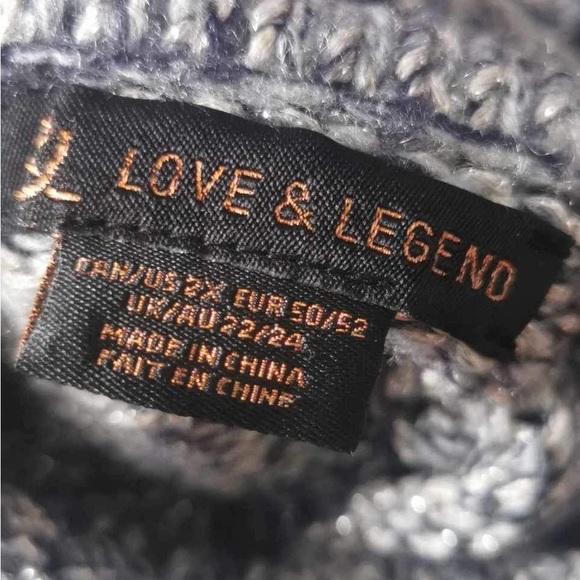 LOVE & LEGEND
CAN/US 2X EUR 50/52
UK/AU 22/24
MADE IN CHINA
FAIT EN CHINE